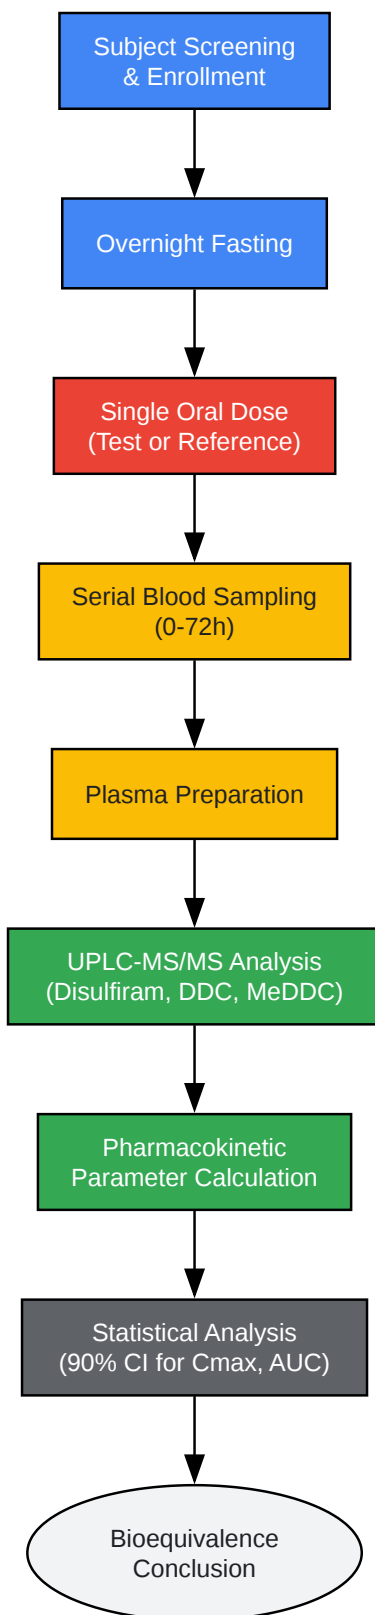 Subject Screening
& Enrollment
Overnight Fasting
Single Oral Dose
(Test or Reference)
Serial Blood Sampling
(0-72h)
Plasma Preparation
UPLC-MS/MS Analysis
(Disulfiram, DDC, MeDDC)
Pharmacokinetic
Parameter Calculation
Statistical Analysis
(90% CI for Cmax, AUC)
Bioequivalence
Conclusion